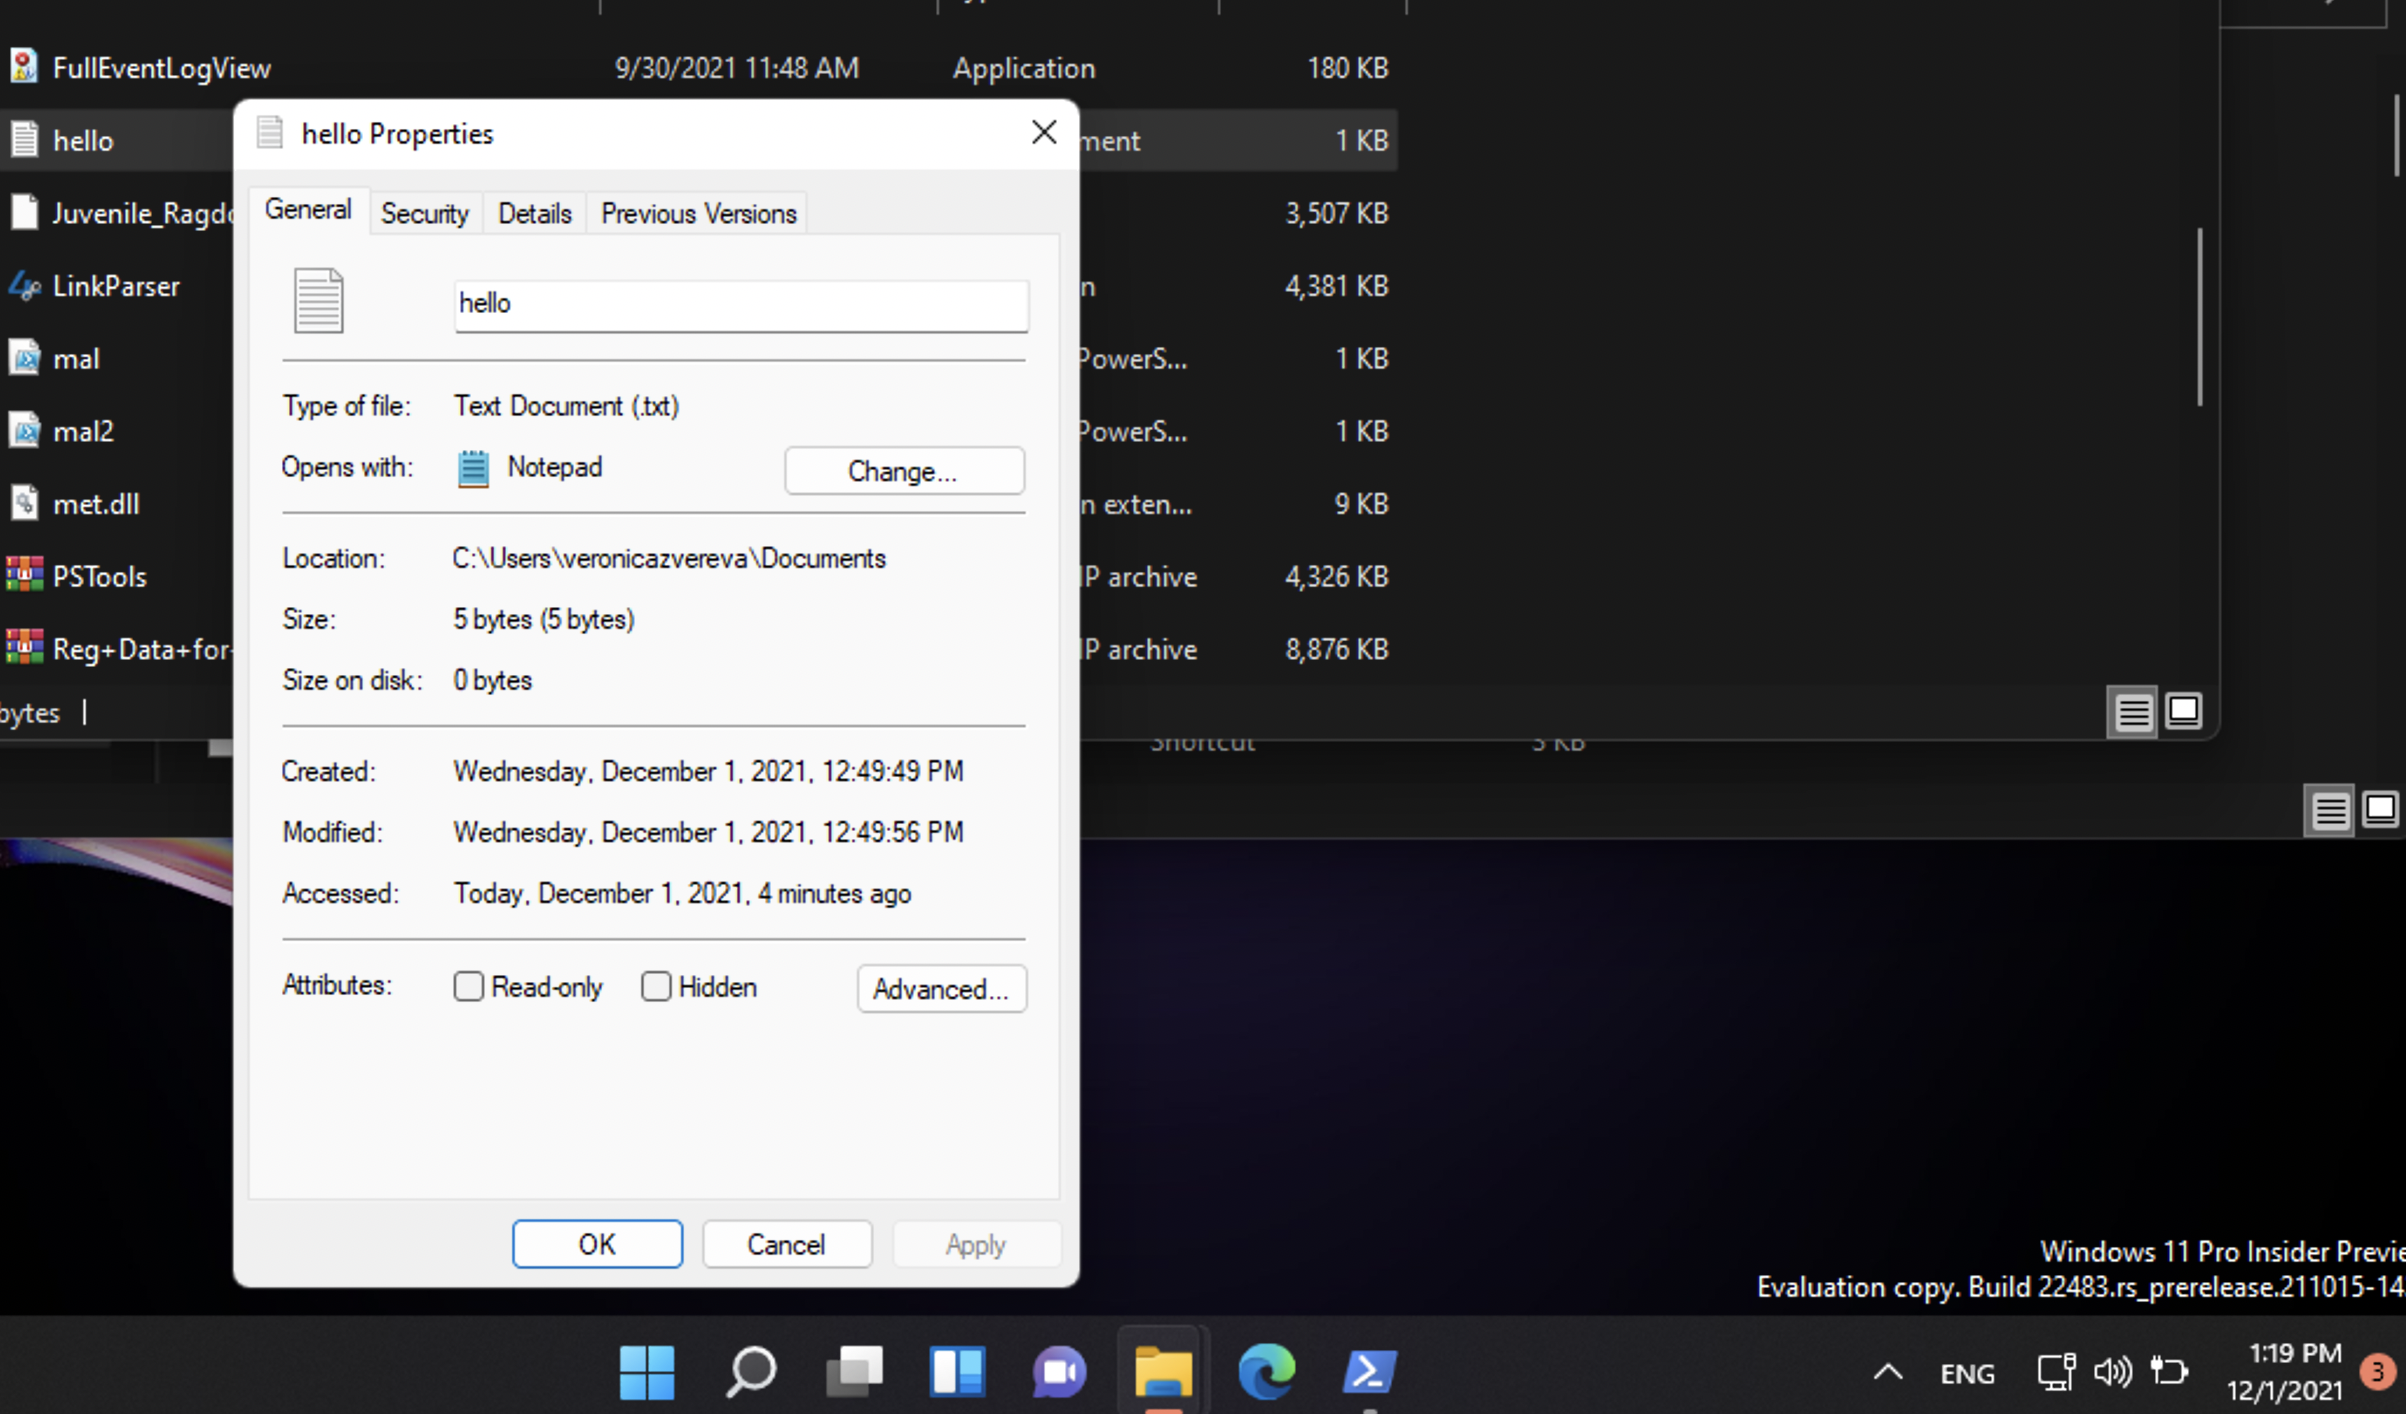 FullEventLogView 9/30/2021 11:48 AM Application 180 KB
hello ment 1 KB
hello Properties
Juvenile_Ragd 3,507 KB
General Security Details Previous Versions
LinkParser n 4,381 KB
hello
mal PowerS... 1 KB
Type of file: Text Document (.txt)
mal2 PowerS... 1 KB
Opens with: Notepad Change...
met.dll n exten... 9 KB
Location: C:\Users\veronicazvereva\Documents
PSTools IP archive 4,326 KB
Size: 5 bytes (5 bytes)
Reg+Data+for- IP archive 8,876 KB
Size on disk: 0 bytes
bytes
Shortcut 3 KB
Created: Wednesday, December 1, 2021, 12:49:49 PM
Modified: Wednesday, December 1, 2021, 12:49:56 PM
Accessed: Today, December 1, 2021, 4 minutes ago
Attributes: Read-only Hidden Advanced...
OK Cancel Apply
Windows 11 Pro Insider Previe
Evaluation copy. Build 22483.rs_prerelease.211015-14
ENG 1:19 PM 3
12/1/2021